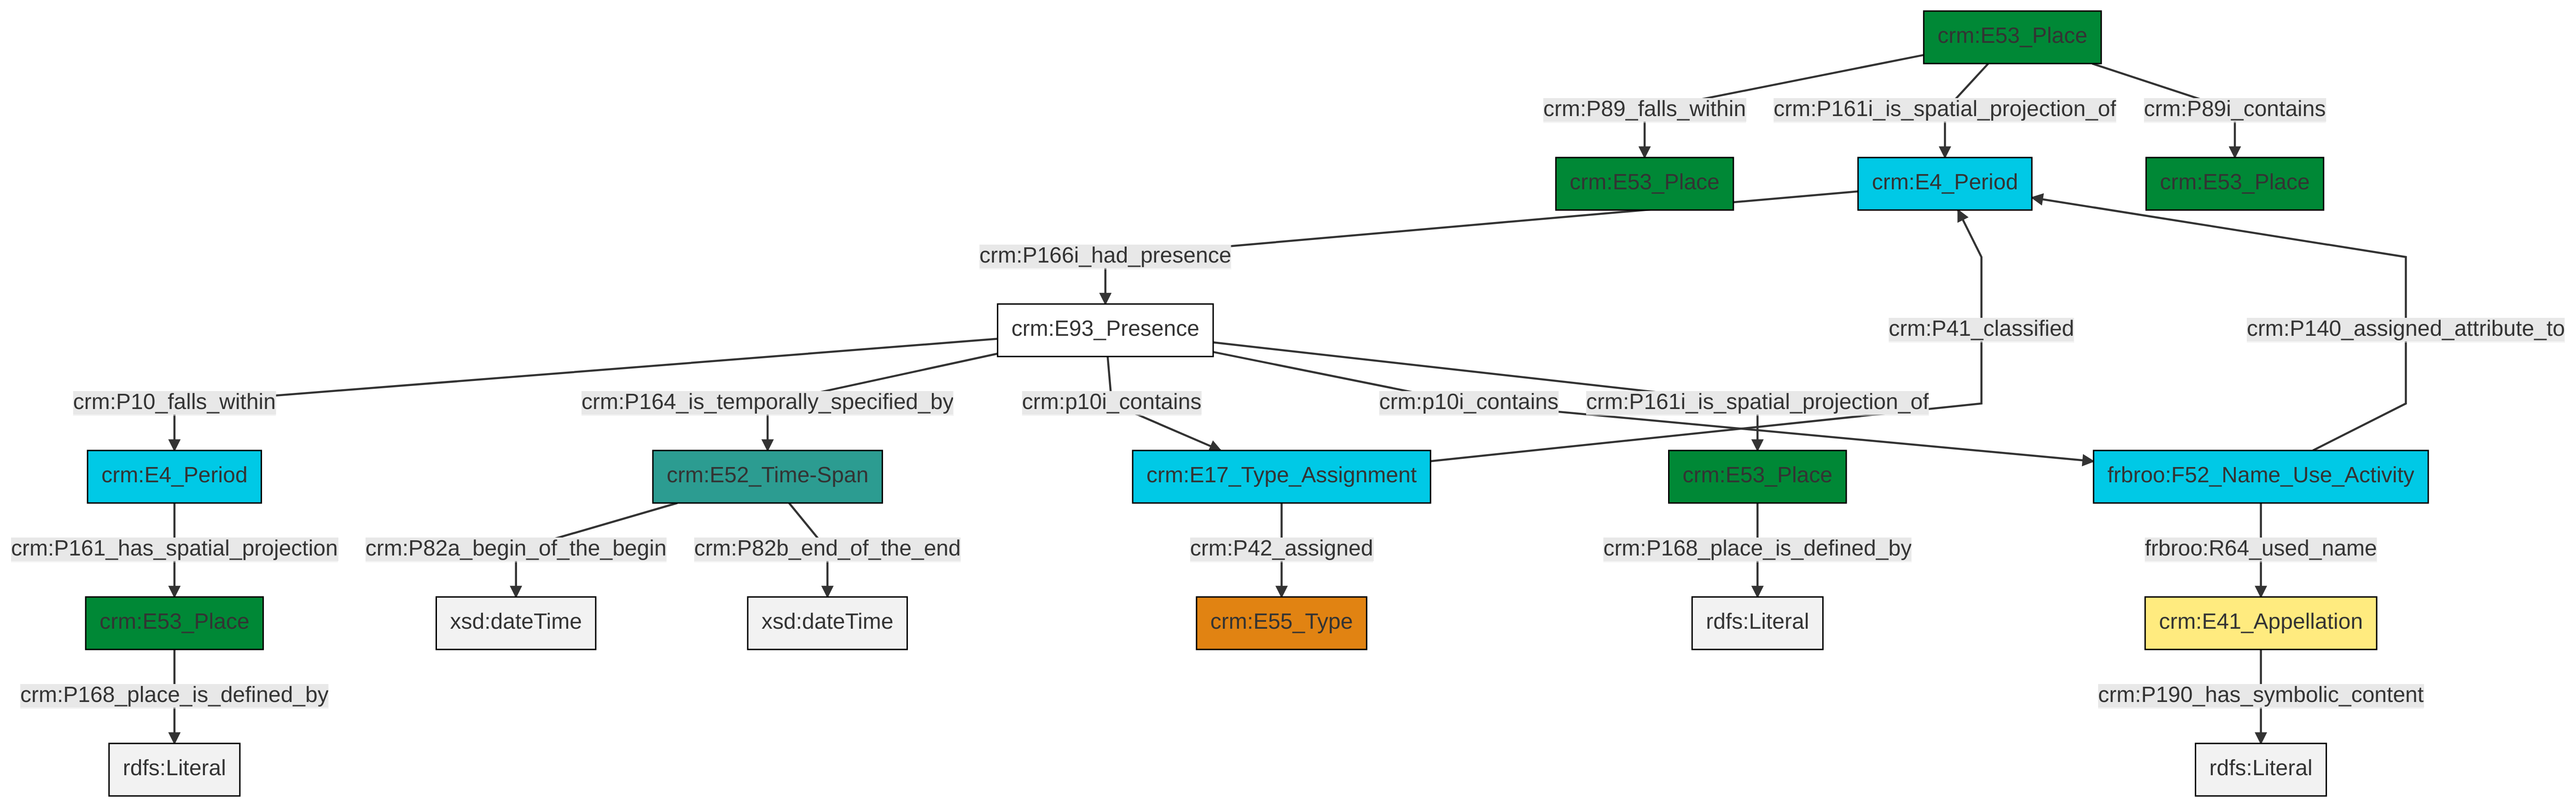 crm:E53_Place
crm:P89_falls_within
crm:P161i_is_spatial_projection_of
crm:P89i_contains
crm:E53_Place
crm:E4_Period
crm:E53_Place
crm:P166i_had_presence
crm:E93_Presence
crm:P41_classified
crm:P140_assigned_attribute_to
crm:P10_falls_within
crm:P164_is_temporally_specified_by
crm:p10i_contains
crm:p10i_contains
crm:P161i_is_spatial_projection_of
crm:E4_Period
crm:E52_Time-Span
crm:E17_Type_Assignment
crm:E53_Place
frbroo:F52_Name_Use_Activity
crm:P161_has_spatial_projection
crm:P82a_begin_of_the_begin
crm:P82b_end_of_the_end
crm:P42_assigned
crm:P168_place_is_defined_by
frbroo:R64_used_name
crm:E53_Place
xsd:dateTime
xsd:dateTime
crm:E55_Type
rdfs:Literal
crm:E41_Appellation
crm:P168_place_is_defined_by
crm:P190_has_symbolic_content
rdfs:Literal
rdfs:Literal